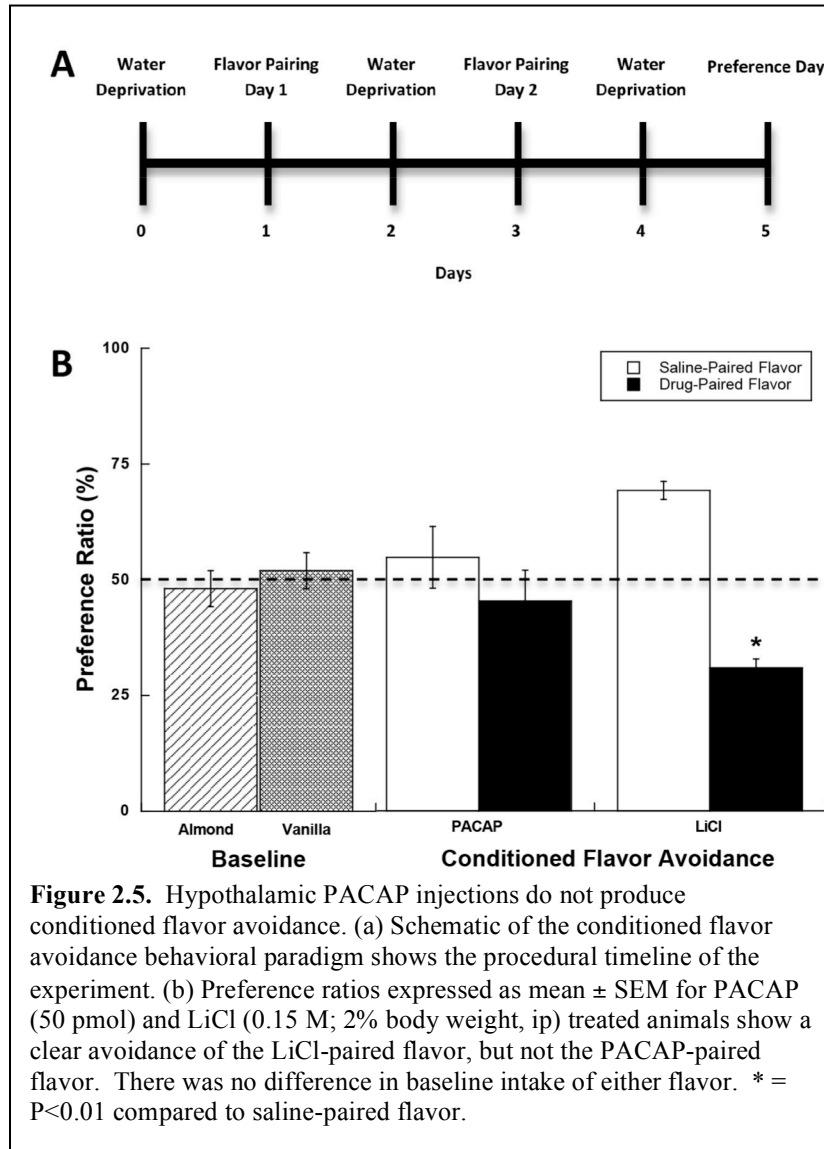 A
Water Deprivation
Flavor Pairing Day 1
Water Deprivation
Flavor Pairing Day 2
Water Deprivation
Preference Day
0 1 2 3 4 5
Days
B
100
75
50
25
0
Preference Ratio (%)
Saline-Paired Flavor
Drug-Paired Flavor
*
Almond Vanilla PACAP LiCl
Baseline Conditioned Flavor Avoidance
Figure 2.5. Hypothalamic PACAP injections do not produce
conditioned flavor avoidance. (a) Schematic of the conditioned flavor
avoidance behavioral paradigm shows the procedural timeline of the
experiment. (b) Preference ratios expressed as mean ± SEM for PACAP
(50 pmol) and LiCl (0.15 M; 2% body weight, ip) treated animals show a
clear avoidance of the LiCl-paired flavor, but not the PACAP-paired
flavor. There was no difference in baseline intake of either flavor. * =
P<0.01 compared to saline-paired flavor.